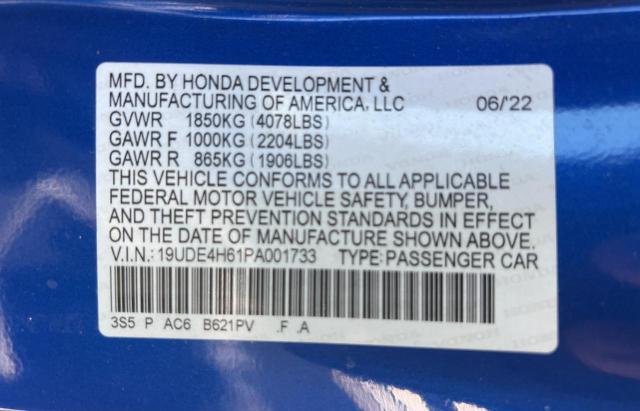 MFD. BY HONDA DEVELOPMENT &
MANUFACTURING OF AMERICA, LLC 06/'22
GVWR 1850KG (4078LBS)
GAWR F 1000KG (2204LBS)
GAWR R 865KG (1906LBS)
THIS VEHICLE CONFORMS TO ALL APPLICABLE
FEDERAL MOTOR VEHICLE SAFETY, BUMPER,
AND THEFT PREVENTION STANDARDS IN EFFECT
ON THE DATE OF MANUFACTURE SHOWN ABOVE.
V.I.N.: 19UDE4H61PA001733 TYPE: PASSENGER CAR
3S5 P AC6 B621PV .F .A